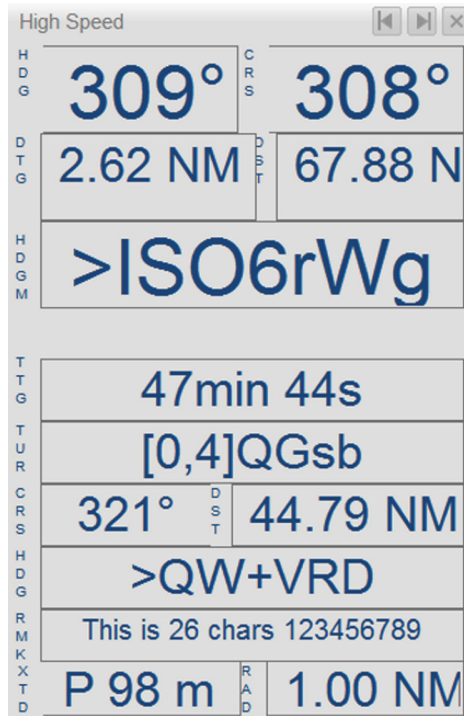 High Speed
HDG 309° CRS 308°
DTG 2.62 NM DST 67.88 N
HDGM >ISO6rWg
TTG 47min 44s
TUR [0,4]QGsb
CRS 321° DST 44.79 NM
HDG >QW+VRD
RMK This is 26 chars 123456789
XTD P 98 m RAD 1.00 NM